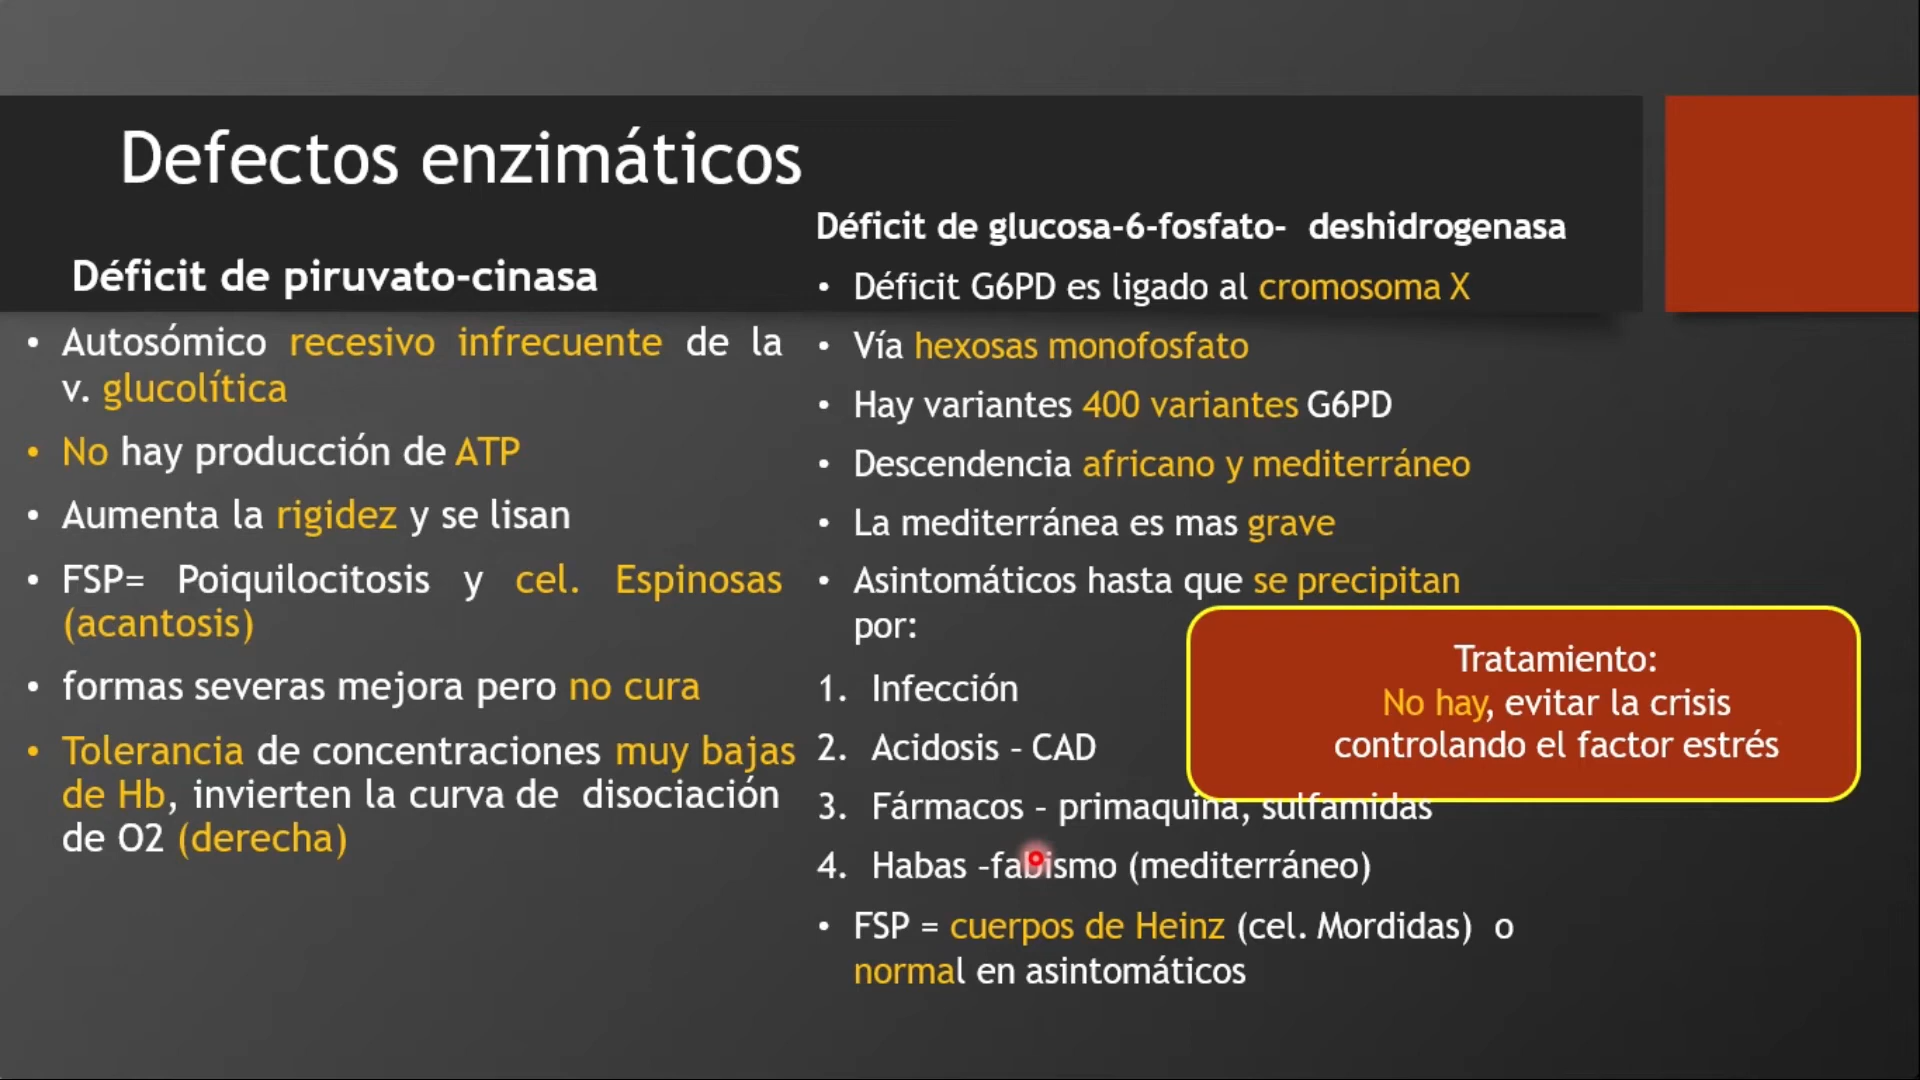 Defectos enzimáticos
Déficit de piruvato-cinasa
• Autosómico recesivo infrecuente de la
v. glucolítica
• No hay producción de ATP
• Aumenta la rigidez y se lisan
• FSP= Poiquilocitosis y cel. Espinosas
(acantosis)
• formas severas mejora pero no cura
• Tolerancia de concentraciones muy bajas
de Hb, invierten la curva de disociación
de O2 (derecha)
Déficit de glucosa-6-fosfato- deshidrogenasa
• Déficit G6PD es ligado al cromosoma X
• Vía hexosas monofosfato
• Hay variantes 400 variantes G6PD
• Descendencia africano y mediterráneo
• La mediterránea es mas grave
• Asintomáticos hasta que se precipitan
por:
1. Infección
2. Acidosis – CAD
3. Fármacos – primaquina, sulfamidas
4. Habas –fabismo (mediterráneo)
• FSP = cuerpos de Heinz (cel. Mordidas) o
normal en asintomáticos
Tratamiento:
No hay, evitar la crisis
controlando el factor estrés